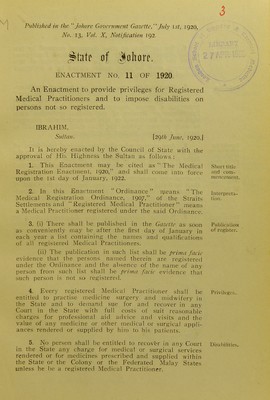 3
Published in the "Johore Government Gazette," July 1st, 1920,
No. 13, Vol. X, Notification 192
State of Johore.
ENACTMENT No. 11 OF 1920.
An Enactment to provide privileges for Registered
Medical Practitioners and to impose disabilities on
persons not so registered.
IBRAHIM,
Sultan.
[29th June, 1920.]
It is hereby enacted by the Council of State with the
approval of His Highness the Sultan as follows:
1. This Enactment may be cited as "The Medical
Registration Enactment, 1920," and shall come into force
upon the 1st day of January, 1922.
Short title
and com-
mencement.
2. In this Enactment "Ordinance" means "The
Medical Registration Ordinance, 1907," of the Straits
Settlements and "Registered Medical Practitioner" means
a Medical Practitioner registered under the said Ordinance.
Interpreta-
tion.
3. (i) There shall be published in the Gazette as soon
as conveniently may be after the first day of January in
each year a list containing the names and qualifications
of all registered Medical Practitioners.
Publication
of registers.
(ii) The publication in such list shall be prima facie
evidence that the persons named therein are registered
under the Ordinance and the absence of the name of any
person from such list shall be prima facie evidence that
such person is not so registered.
4. Every registered Medical Practitioner shall be
entitled to practise medicine surgery and midwifery in
the State and to demand sue for and recover in any
Court in the State with full costs of suit reasonable
charges for professional aid advice and visits and the
value of any medicine or other medical or surgical appli-
ances rendered or supplied by him to his patients.
Privileges.
5. No person shall be entitled to recover in any Court
in the State any charge for medical or surgical services
rendered or for medicines prescribed and supplied within
the State or the Colony or the Federated Malay States
unless he be a registered Medical Practitioner.
Disabilities.